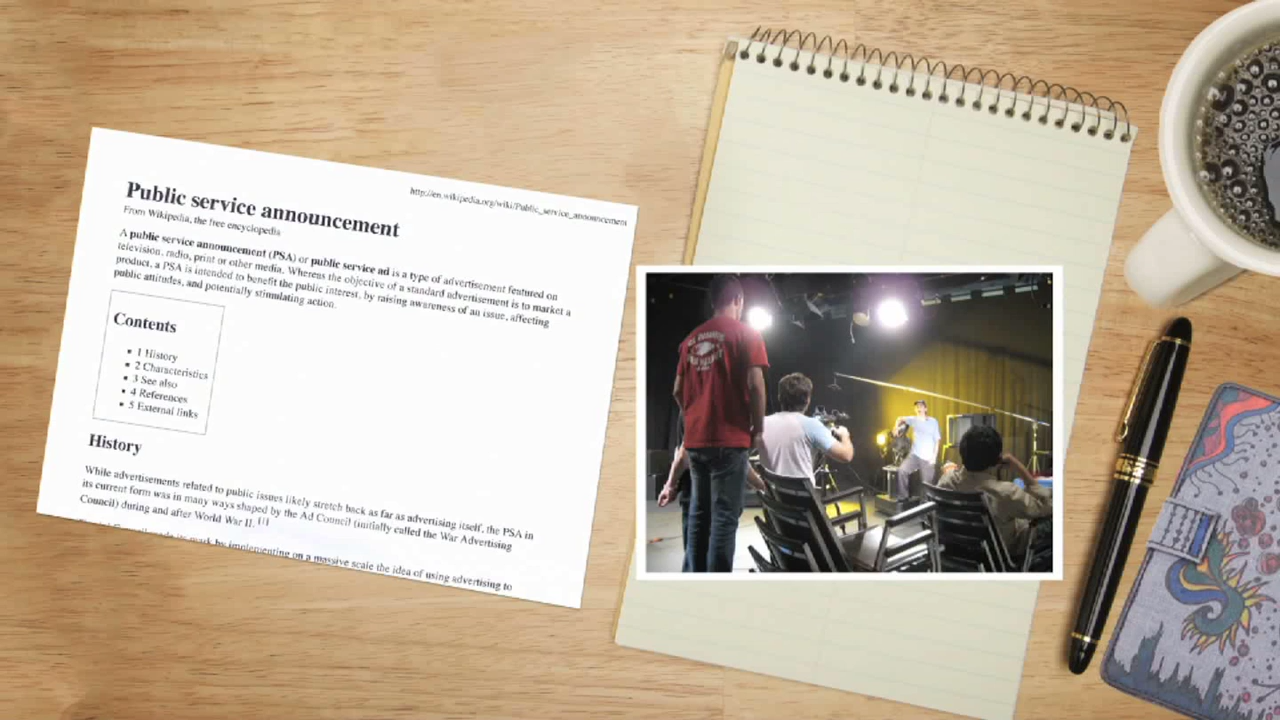 http://en.wikipedia.org/wiki/Public_service_announcement
Public service announcement
From Wikipedia, the free encyclopedia
A public service announcement (PSA) or public service ad is a type of advertisement featured on
television, radio, print or other media. Whereas the objective of a standard advertisement is to market a
product, a PSA is intended to benefit the public interest, by raising awareness of an issue, affecting
public attitudes, and potentially stimulating action.
Contents
▪ 1 History
▪ 2 Characteristics
▪ 3 See also
▪ 4 References
▪ 5 External links
History
While advertisements related to public issues likely stretch back as far as advertising itself, the PSA in
its current form was in many ways shaped by the Ad Council (initially called the War Advertising
Council) during and after World War II. [1]
its mark by implementing on a massive scale the idea of using advertising to